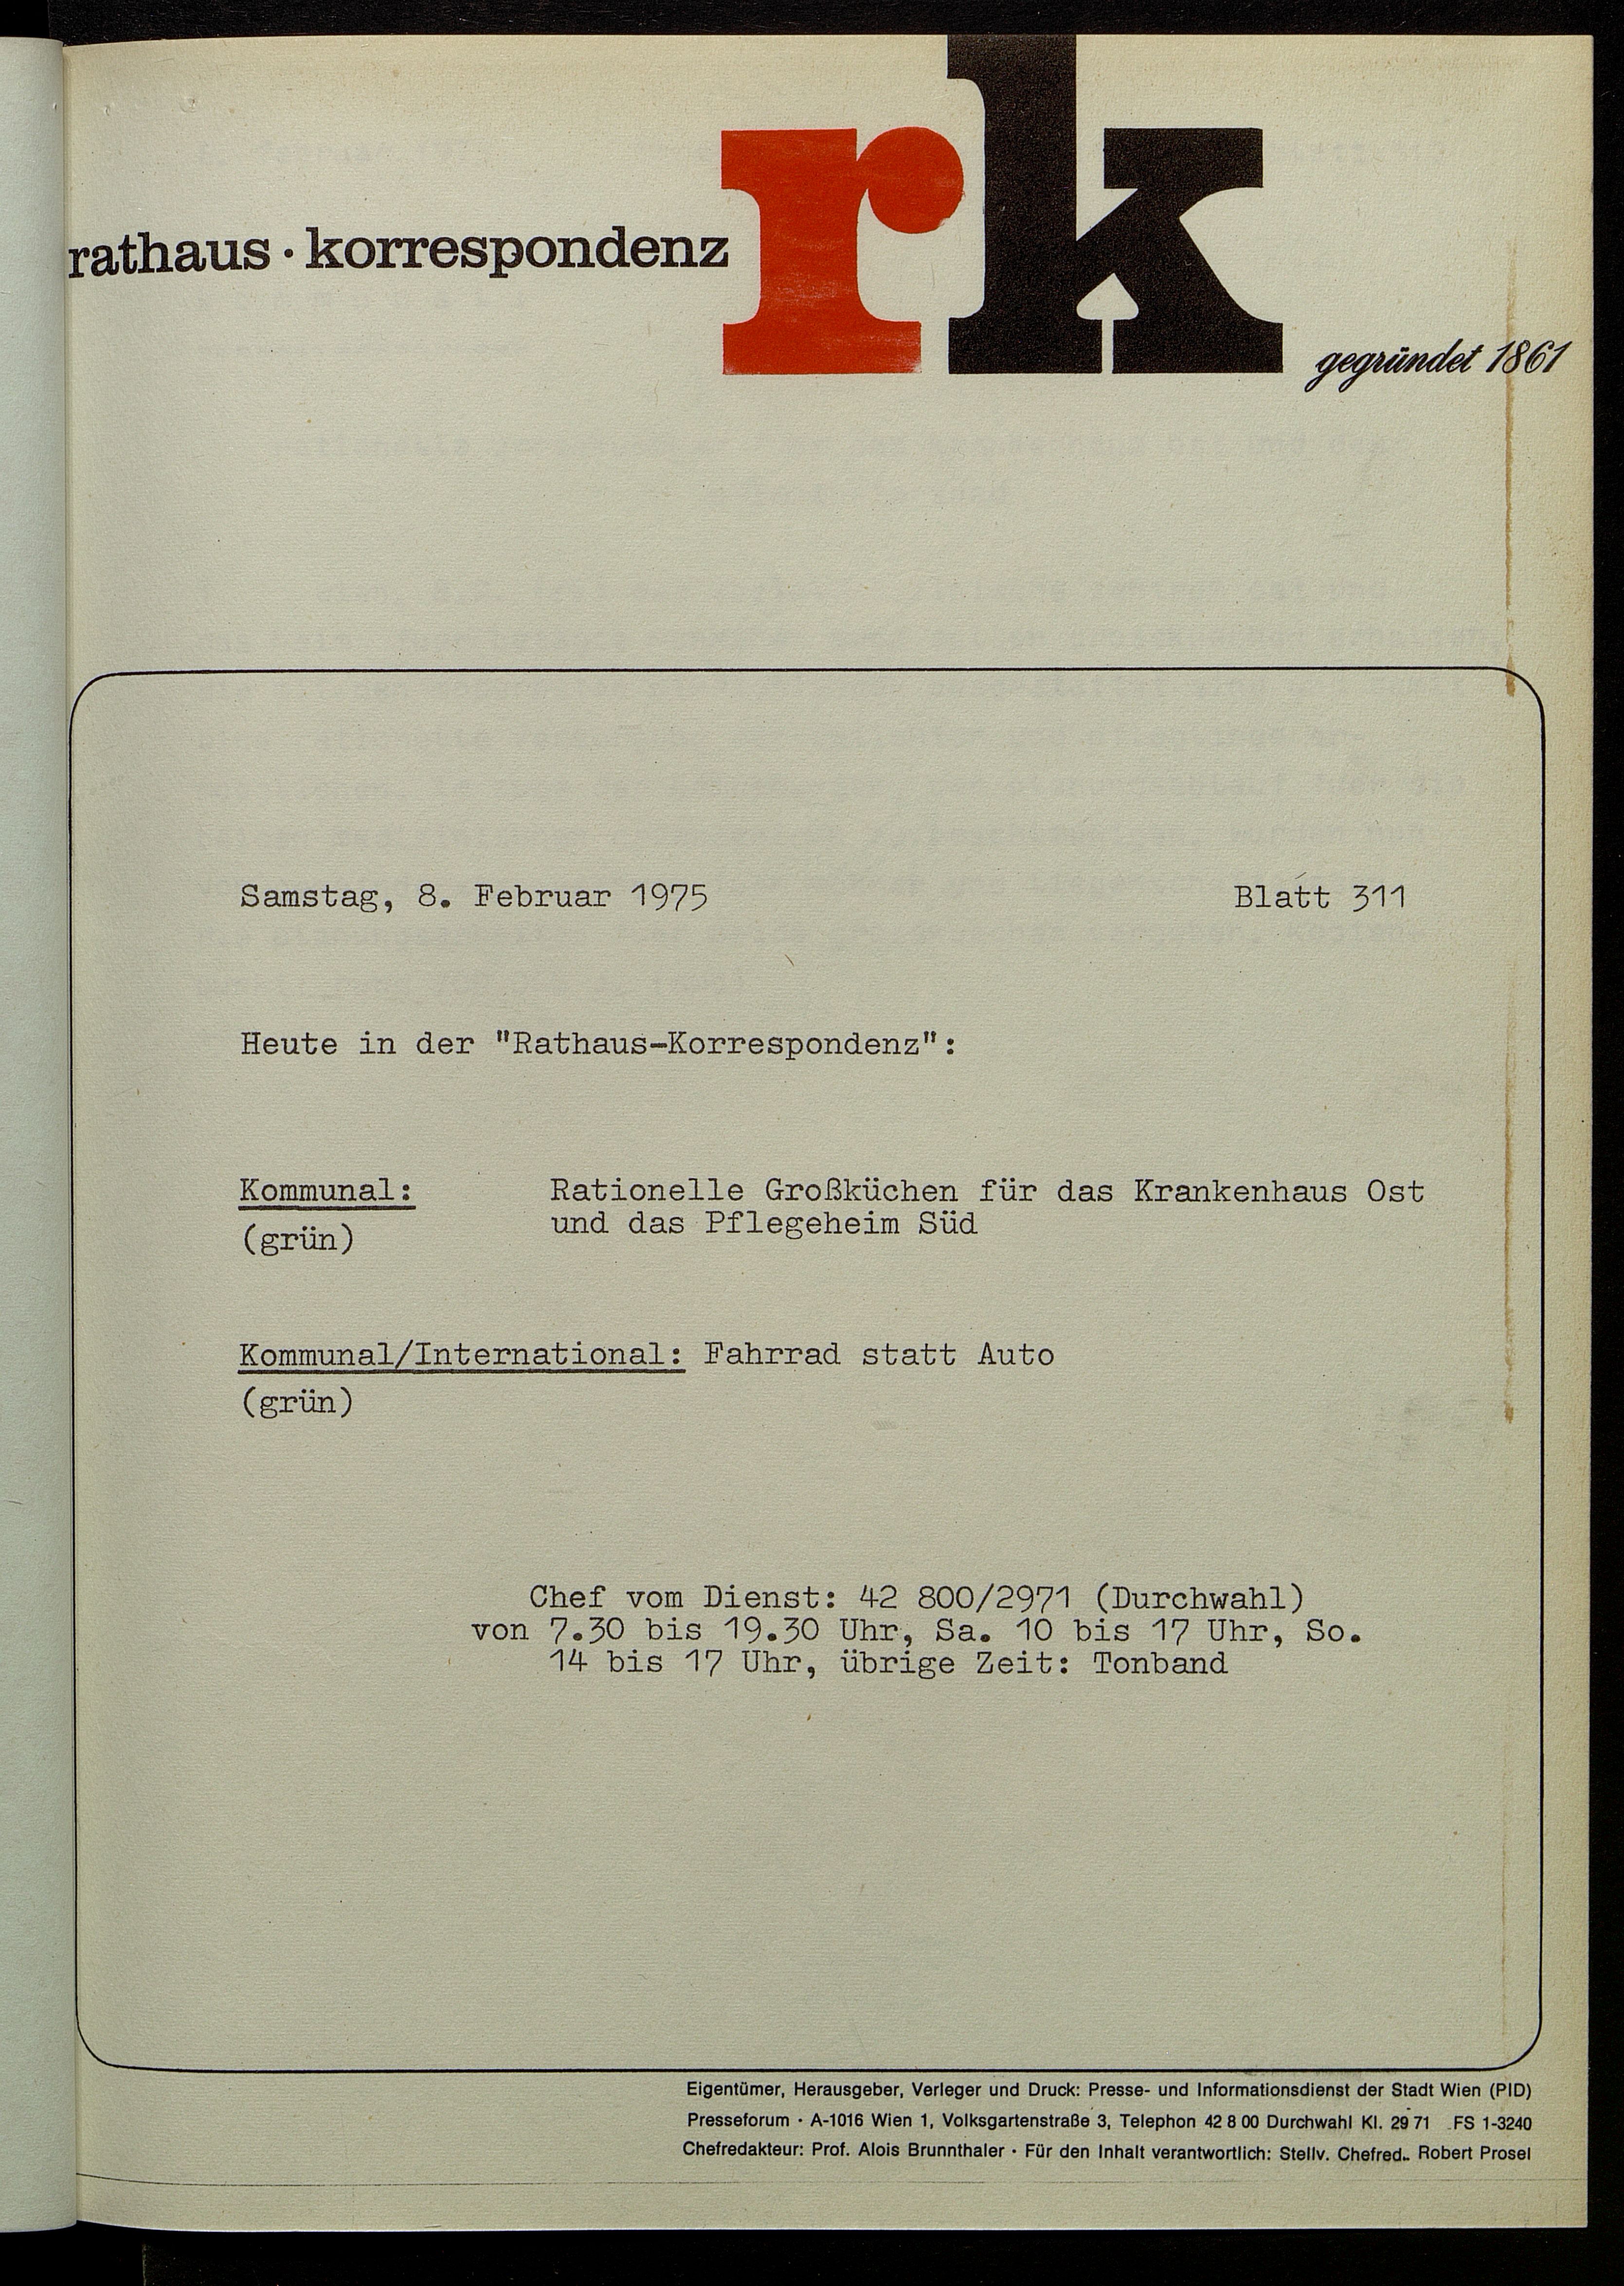 rathaus · korrespondenz
rk
gegründet 1861
Samstag, 8. Februar 1975 Blatt 311
Heute in der "Rathaus-Korrespondenz":
Kommunal: Rationelle Großküchen für das Krankenhaus Ost
und das Pflegeheim Süd
(grün)
Kommunal/International: Fahrrad statt Auto
(grün)
Chef vom Dienst: 42 800/2971 (Durchwahl)
von 7.30 bis 19.30 Uhr, Sa. 10 bis 17 Uhr, So.
14 bis 17 Uhr, übrige Zeit: Tonband
Eigentümer, Herausgeber, Verleger und Druck: Presse- und Informationsdienst der Stadt Wien (PID)
Presseforum · A-1016 Wien 1, Volksgartenstraße 3, Telephon 42 8 00 Durchwahl Kl. 29 71 FS 1-3240
Chefredakteur: Prof. Alois Brunnthaler · Für den Inhalt verantwortlich: Stellv. Chefred.. Robert Prosel